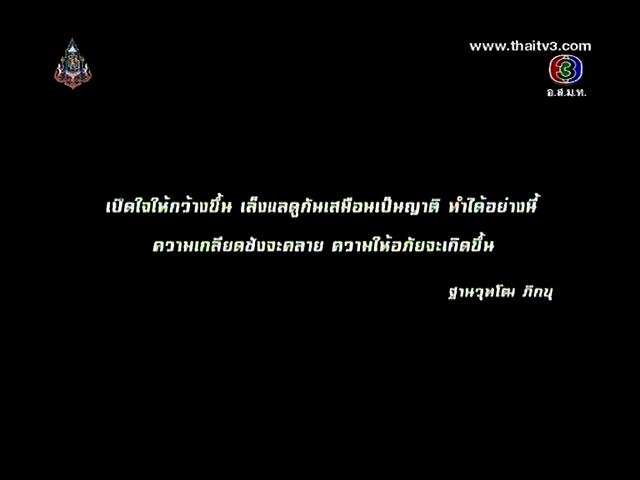 www.thaitv3.com
3
อ.ส.ม.ท.
เปิดใจให้กว้างขึ้น เล็งแลดูกันเสมือนเป็นญาติ ทำได้อย่างนี้
ความเกลียดชังจะคลาย ความให้อภัยจะเกิดขึ้น
ฐานวุทโฒ ภิกขุ